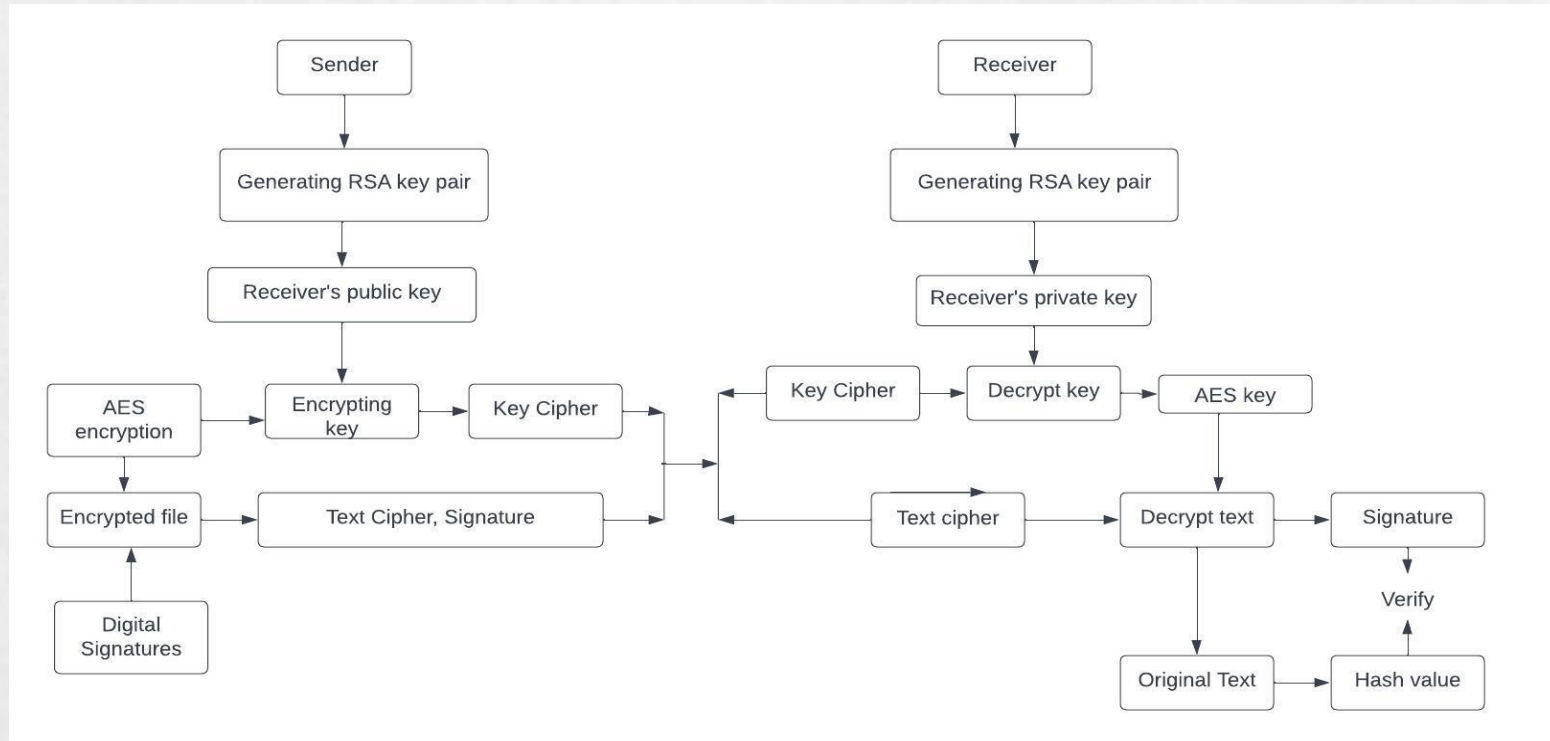 Sender
Receiver
Generating RSA key pair
Generating RSA key pair
Receiver's public key
Receiver's private key
AES
encryption
Encrypting
key
Key Cipher
Key Cipher
Decrypt key
AES key
Encrypted file
Text Cipher, Signature
Text cipher
Decrypt text
Signature
Verify
Digital
Signatures
Original Text
Hash value